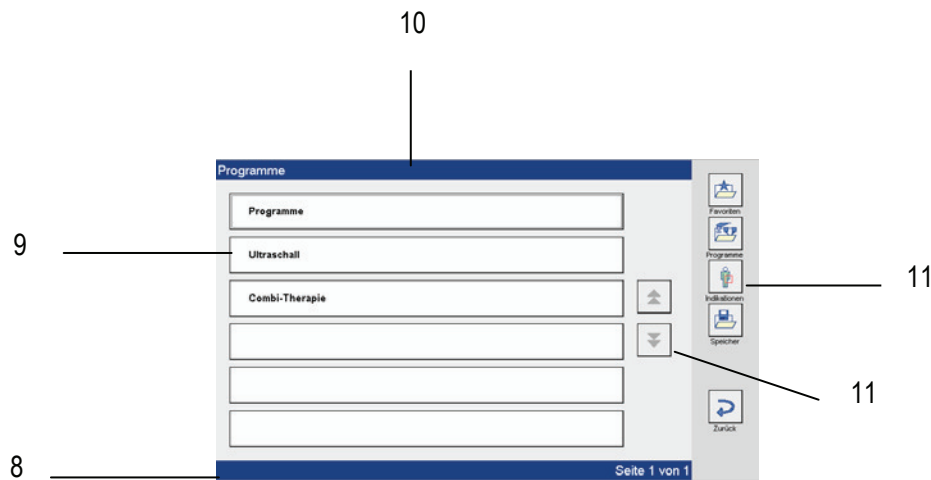 10
Programme
Programme
Ultraschall
Combi-Therapie
Seite 1 von 1
Favoriten
Programme
Indikationen
Speicher
Zurück
9
8
11
11